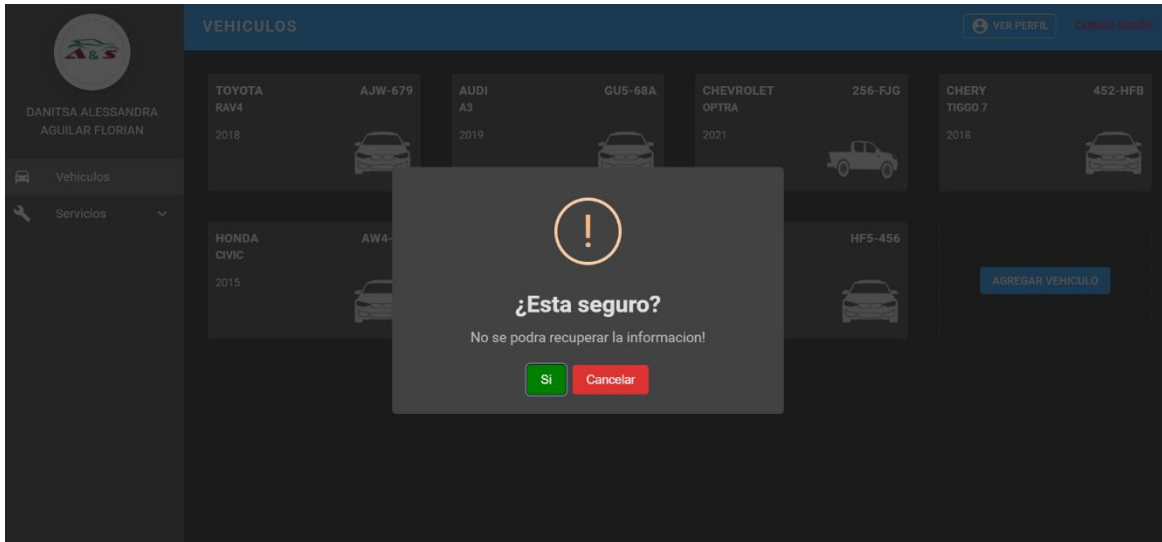 A & S
VEHICULOS
VER PERFIL
CERRAR SESION
DANITSA ALESSANDRA
AGUILAR FLORIAN
Vehiculos
Servicios
TOYOTA AJW-679
RAV4
2018
AUDI GU5-68A
A3
2019
CHEVROLET 256-FJG
OPTRA
2021
CHERY 452-HFB
TIGGO 7
2018
HONDA AW4-
CIVIC
2015
HF5-456
AGREGAR VEHICULO
¿Esta seguro?
No se podra recuperar la informacion!
Si
Cancelar